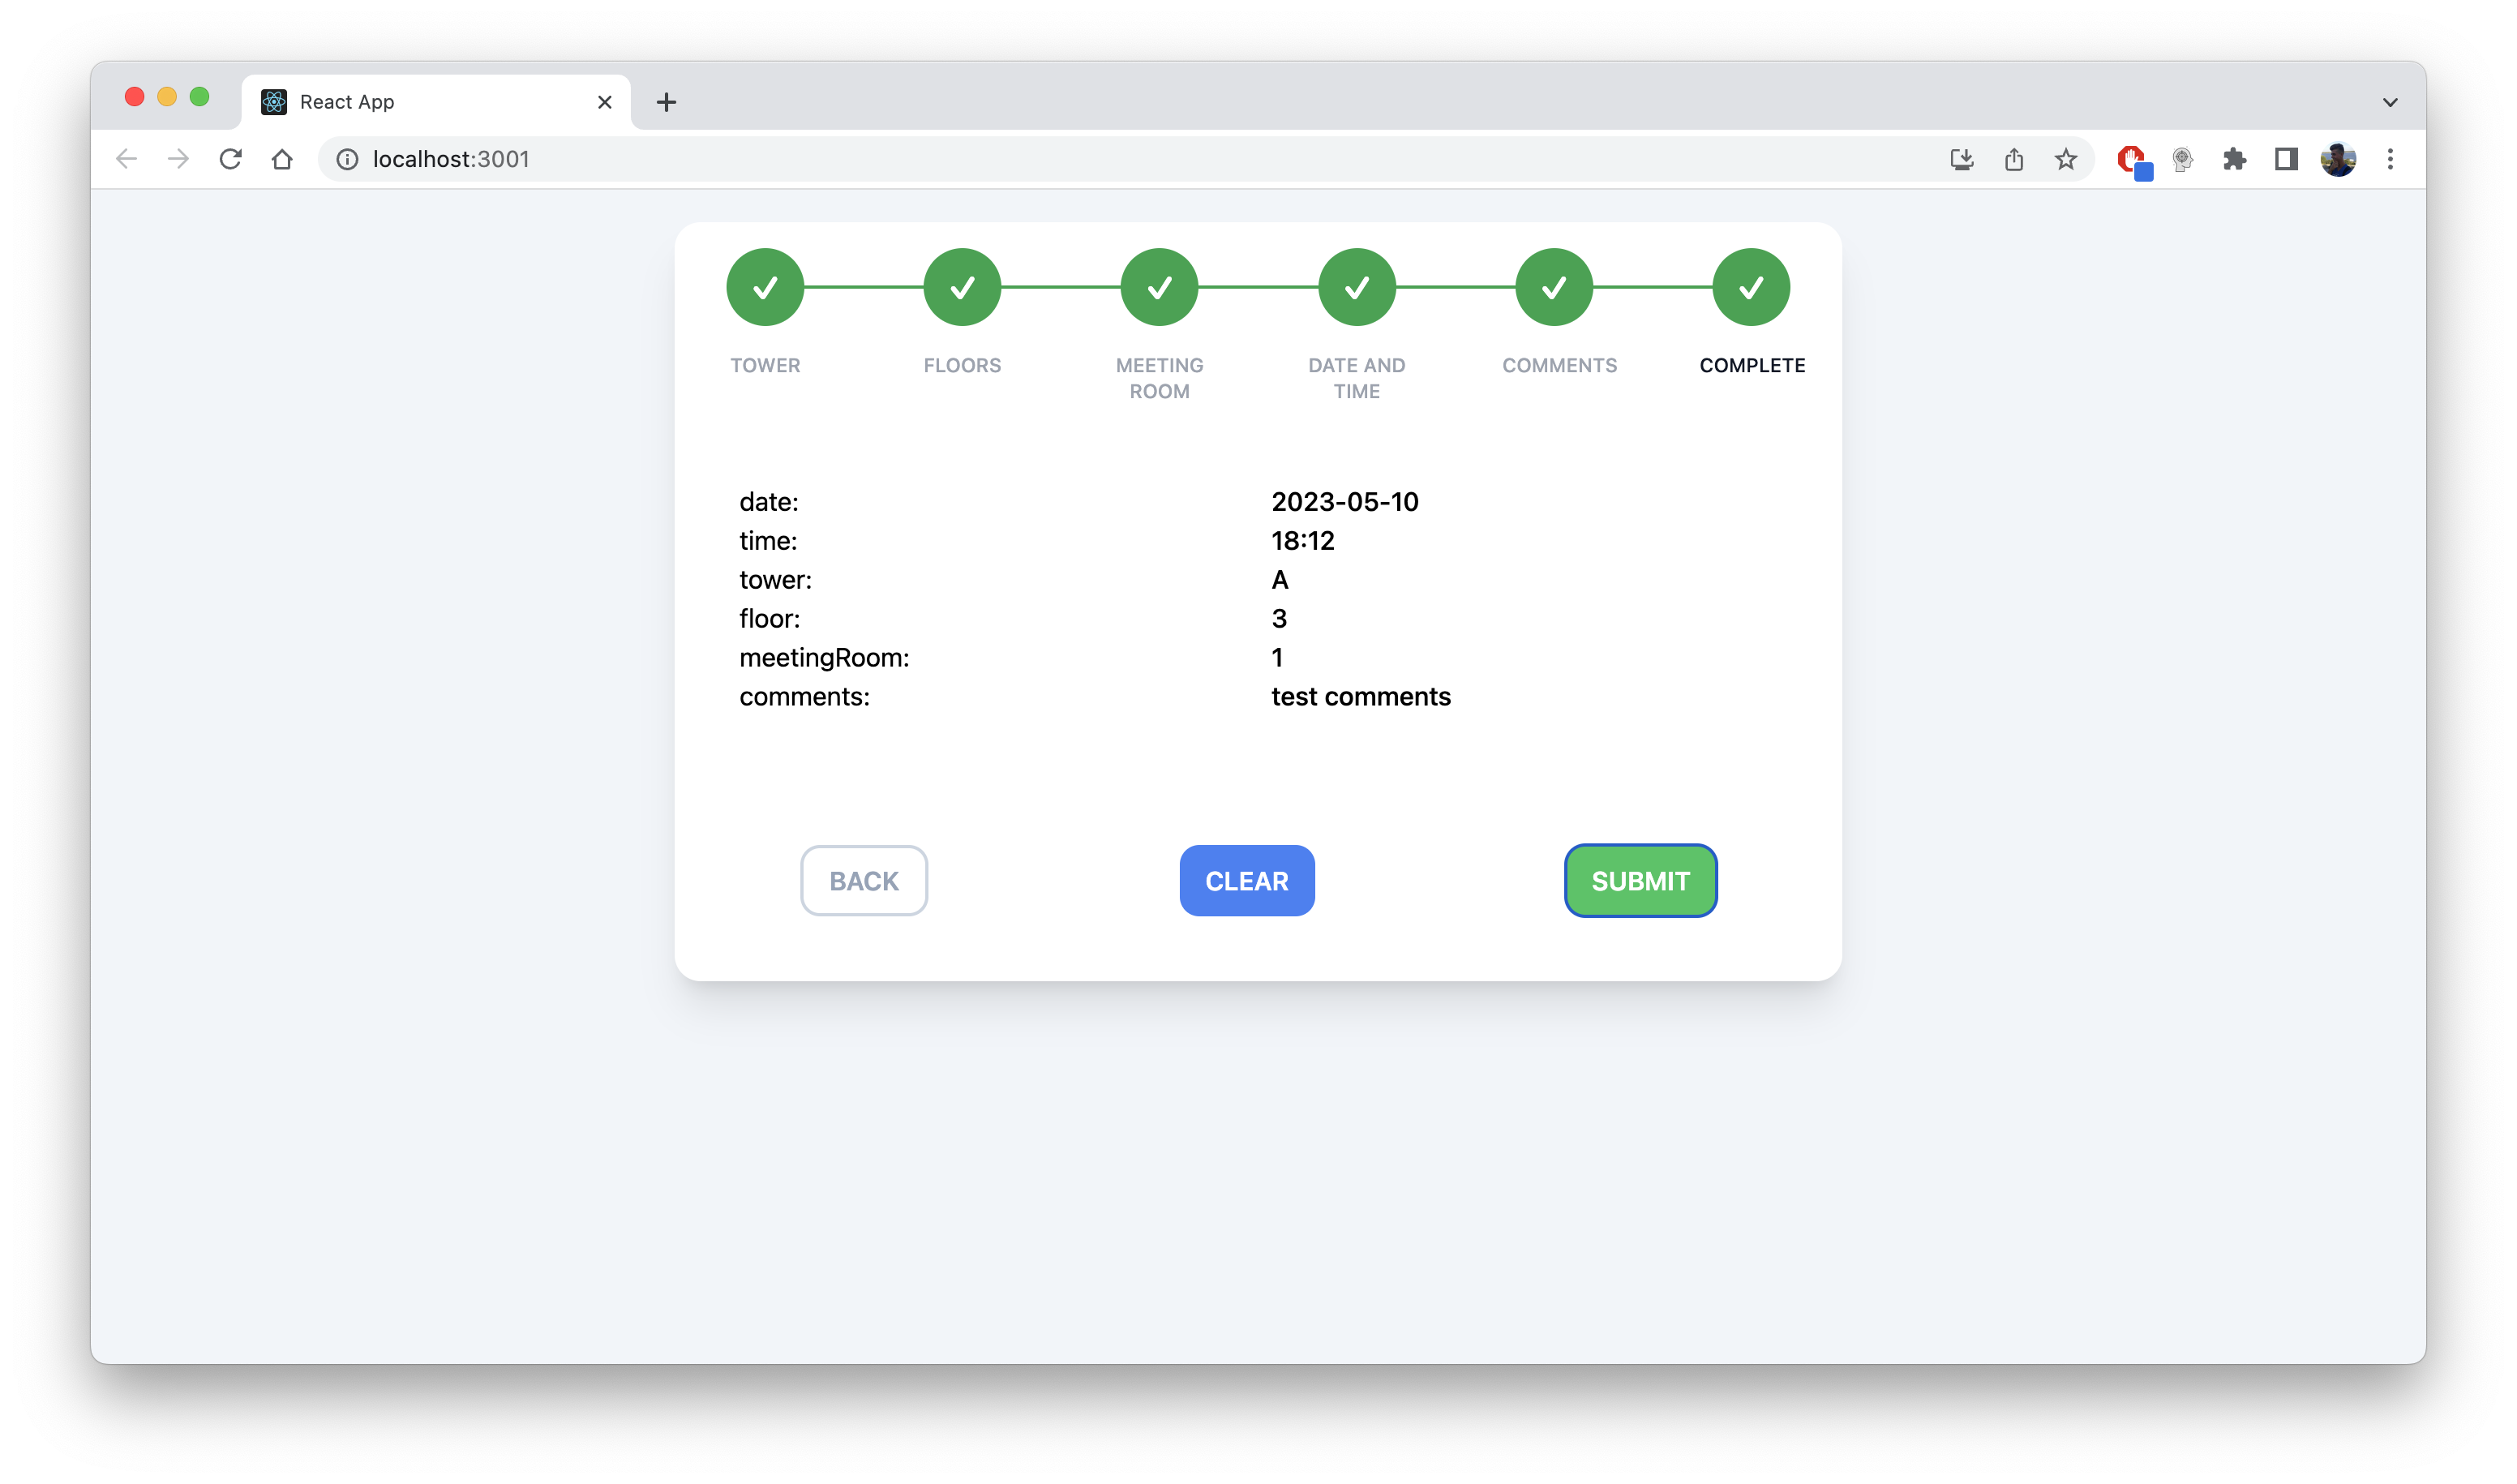 React App
localhost:3001
TOWER
FLOORS
MEETING
ROOM
DATE AND
TIME
COMMENTS
COMPLETE
date: 2023-05-10
time: 18:12
tower: A
floor: 3
meetingRoom: 1
comments: test comments
BACK
CLEAR
SUBMIT